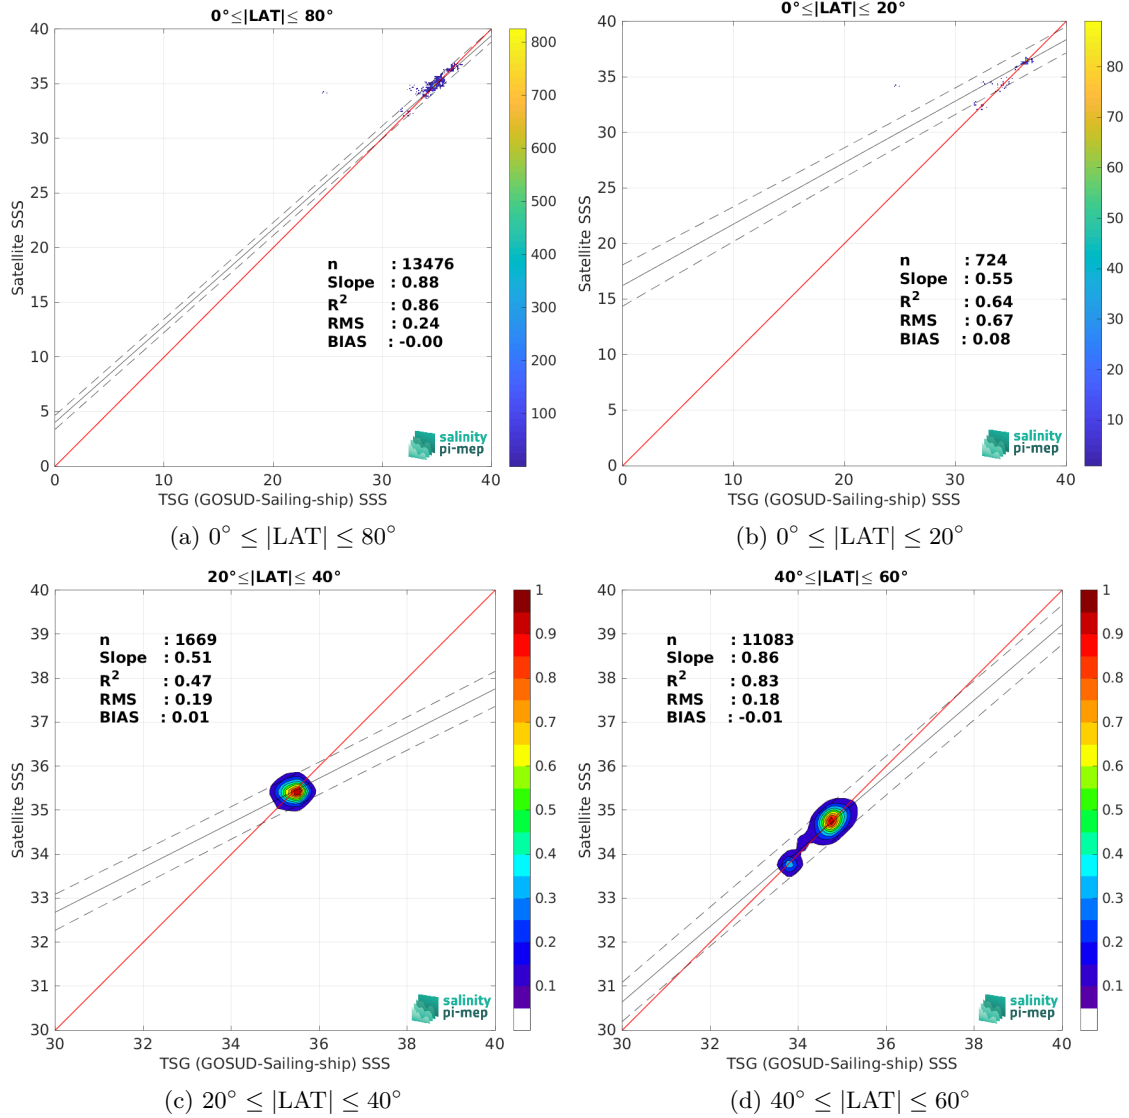 0°≤|LAT|≤ 80°
40
35
30
25
20
15
10
5
0
0 10 20 30 40
Satellite SSS
TSG (GOSUD-Sailing-ship) SSS
n : 13476
Slope : 0.88
R² : 0.86
RMS : 0.24
BIAS : -0.00
salinity
pi-mep
800
700
600
500
400
300
200
100
(a) 0° ≤ |LAT| ≤ 80°
0°≤|LAT|≤ 20°
40
35
30
25
20
15
10
5
0
0 10 20 30 40
Satellite SSS
TSG (GOSUD-Sailing-ship) SSS
n : 724
Slope : 0.55
R² : 0.64
RMS : 0.67
BIAS : 0.08
salinity
pi-mep
80
70
60
50
40
30
20
10
(b) 0° ≤ |LAT| ≤ 20°
20°≤|LAT|≤ 40°
40
39
38
37
36
35
34
33
32
31
30
30 32 34 36 38 40
Satellite SSS
TSG (GOSUD-Sailing-ship) SSS
n : 1669
Slope : 0.51
R² : 0.47
RMS : 0.19
BIAS : 0.01
salinity
pi-mep
1
0.9
0.8
0.7
0.6
0.5
0.4
0.3
0.2
0.1
(c) 20° ≤ |LAT| ≤ 40°
40°≤|LAT|≤ 60°
40
39
38
37
36
35
34
33
32
31
30
30 32 34 36 38 40
Satellite SSS
TSG (GOSUD-Sailing-ship) SSS
n : 11083
Slope : 0.86
R² : 0.83
RMS : 0.18
BIAS : -0.01
salinity
pi-mep
1
0.9
0.8
0.7
0.6
0.5
0.4
0.3
0.2
0.1
(d) 40° ≤ |LAT| ≤ 60°